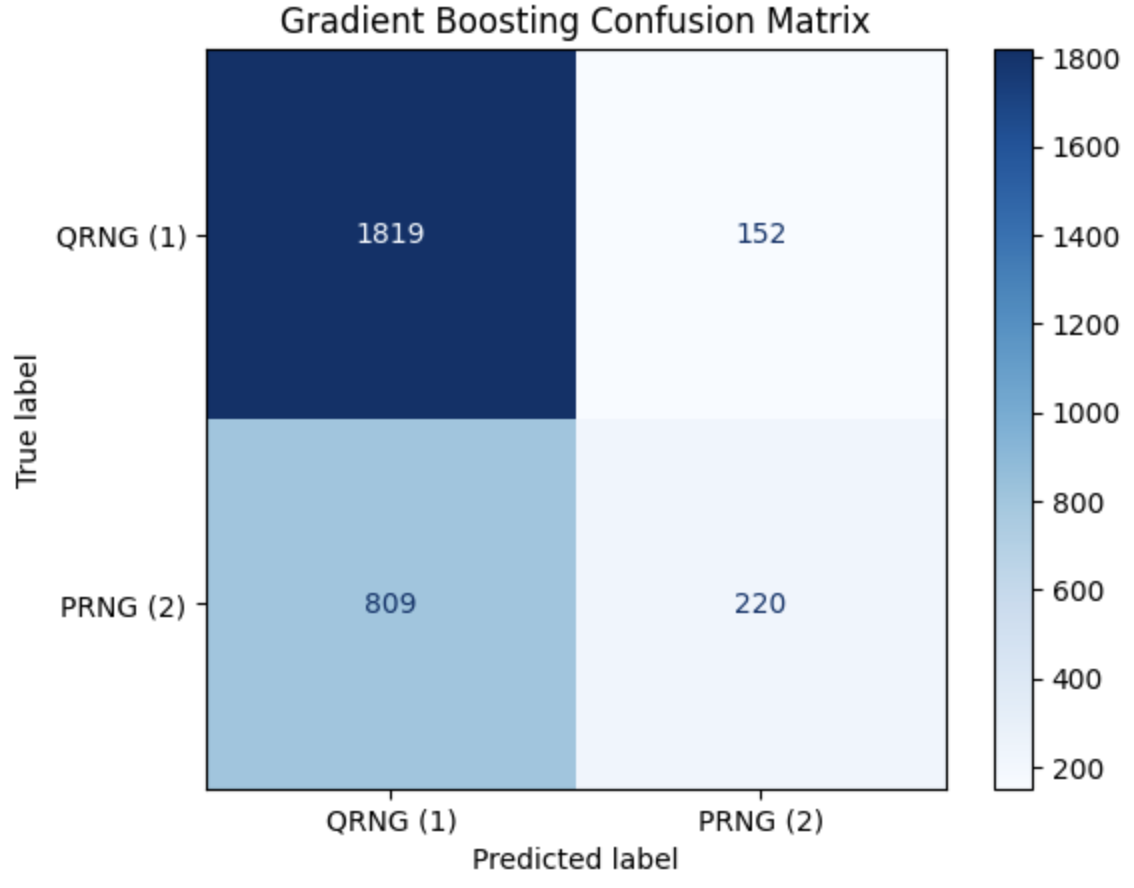 Gradient Boosting Confusion Matrix
True label
QRNG (1)
1819
152
PRNG (2)
809
220
QRNG (1)
PRNG (2)
Predicted label
1800
1600
1400
1200
1000
800
600
400
200